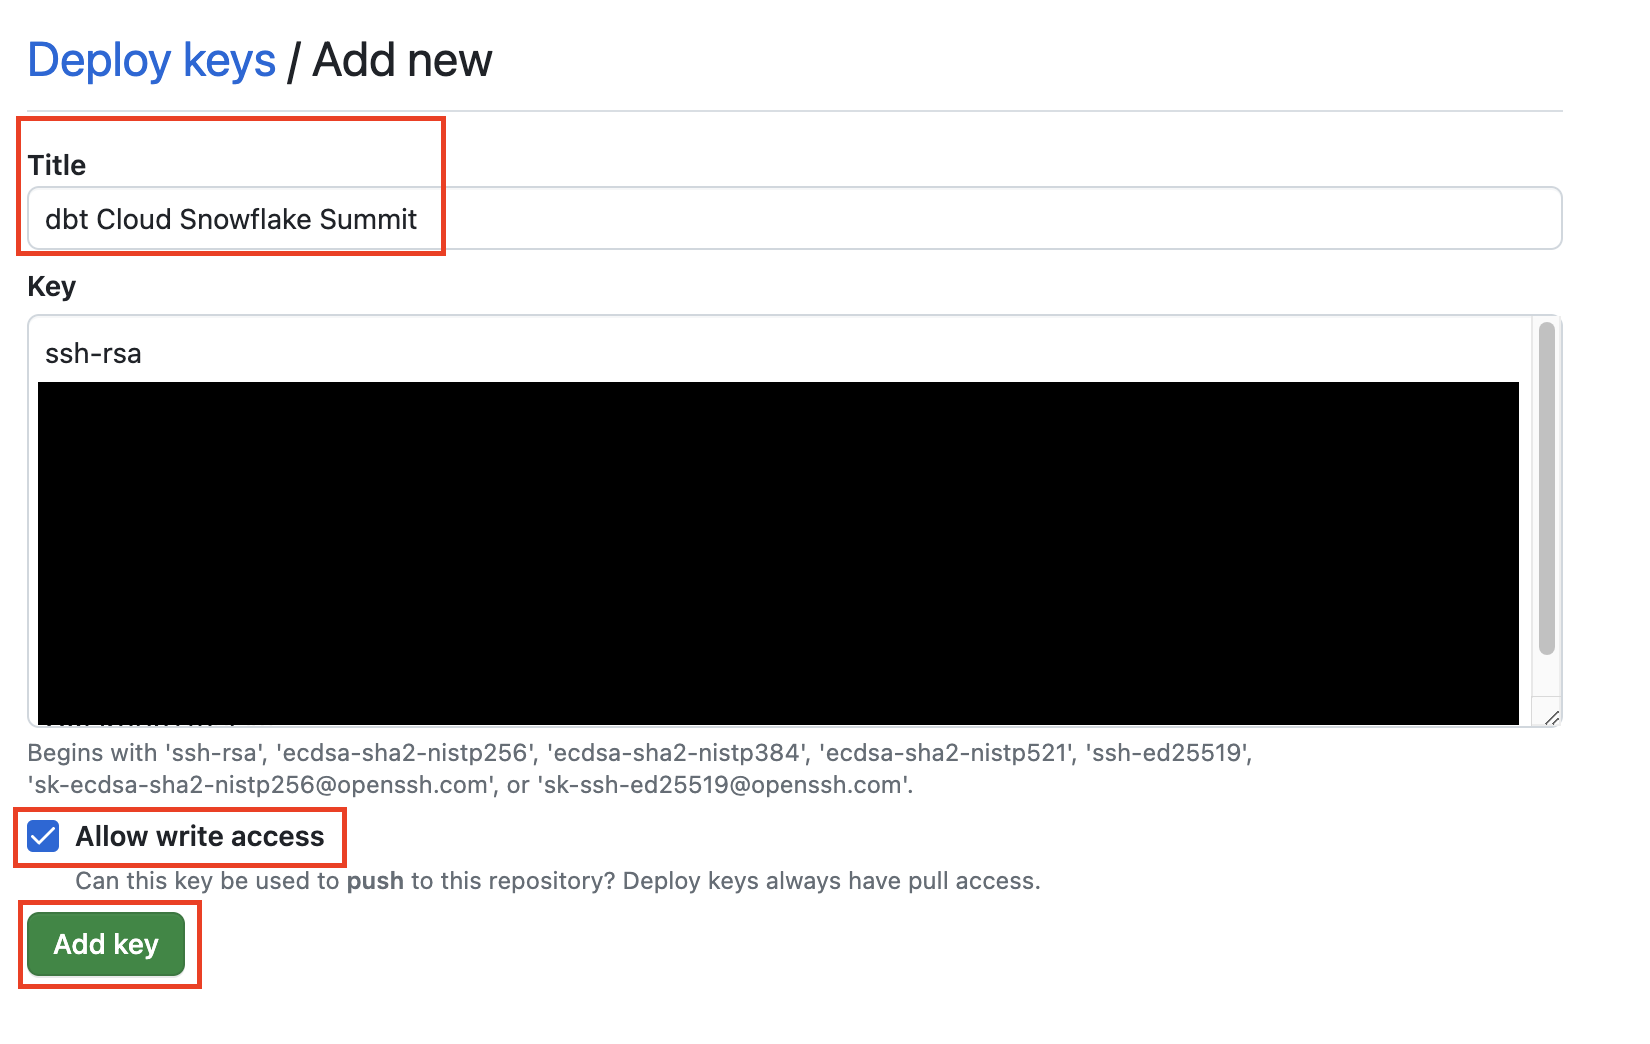 Deploy keys / Add new
Title
dbt Cloud Snowflake Summit
Key
ssh-rsa
Begins with 'ssh-rsa', 'ecdsa-sha2-nistp256', 'ecdsa-sha2-nistp384', 'ecdsa-sha2-nistp521', 'ssh-ed25519',
'sk-ecdsa-sha2-nistp256@openssh.com', or 'sk-ssh-ed25519@openssh.com'.
Allow write access
Can this key be used to push to this repository? Deploy keys always have pull access.
Add key